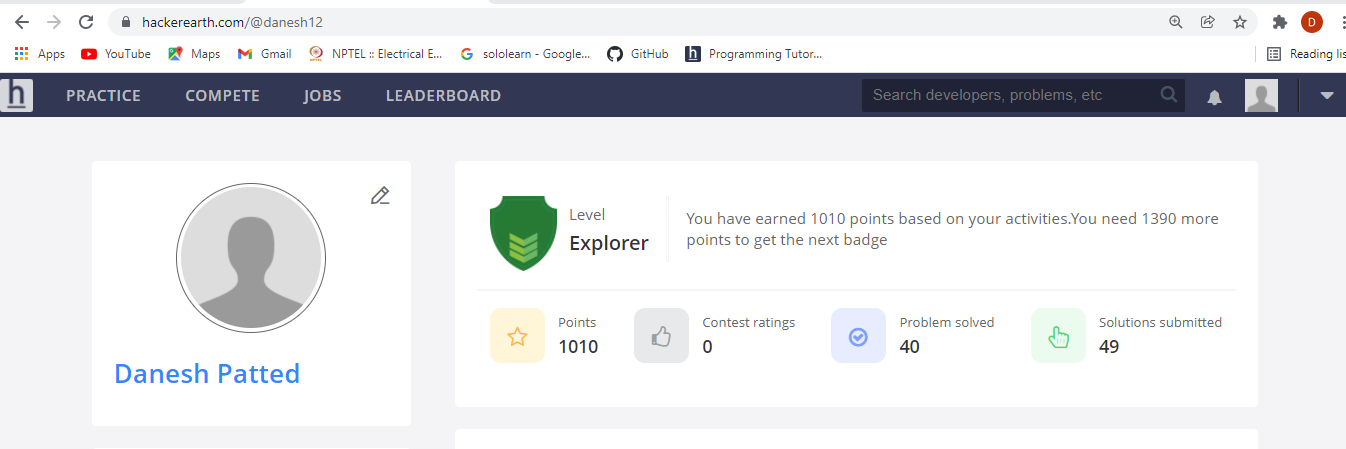 hackerearth.com/@danesh12
D
Apps YouTube Maps Gmail NPTEL :: Electrical E... sololearn - Google... GitHub h Programming Tutor... Reading lis
h PRACTICE COMPETE JOBS LEADERBOARD Search developers, problems, etc
Level
Explorer
You have earned 1010 points based on your activities.You need 1390 more
points to get the next badge
Points
1010
Contest ratings
0
Problem solved
40
Solutions submitted
49
Danesh Patted